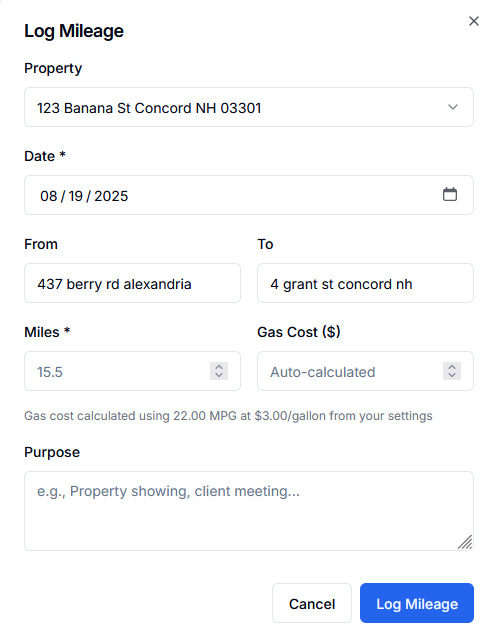 Log Mileage
Property
123 Banana St Concord NH 03301
Date *
08 / 19 / 2025
From To
437 berry rd alexandria 4 grant st concord nh
Miles * Gas Cost ($)
15.5 Auto-calculated
Gas cost calculated using 22.00 MPG at $3.00/gallon from your settings
Purpose
e.g., Property showing, client meeting...
Cancel Log Mileage